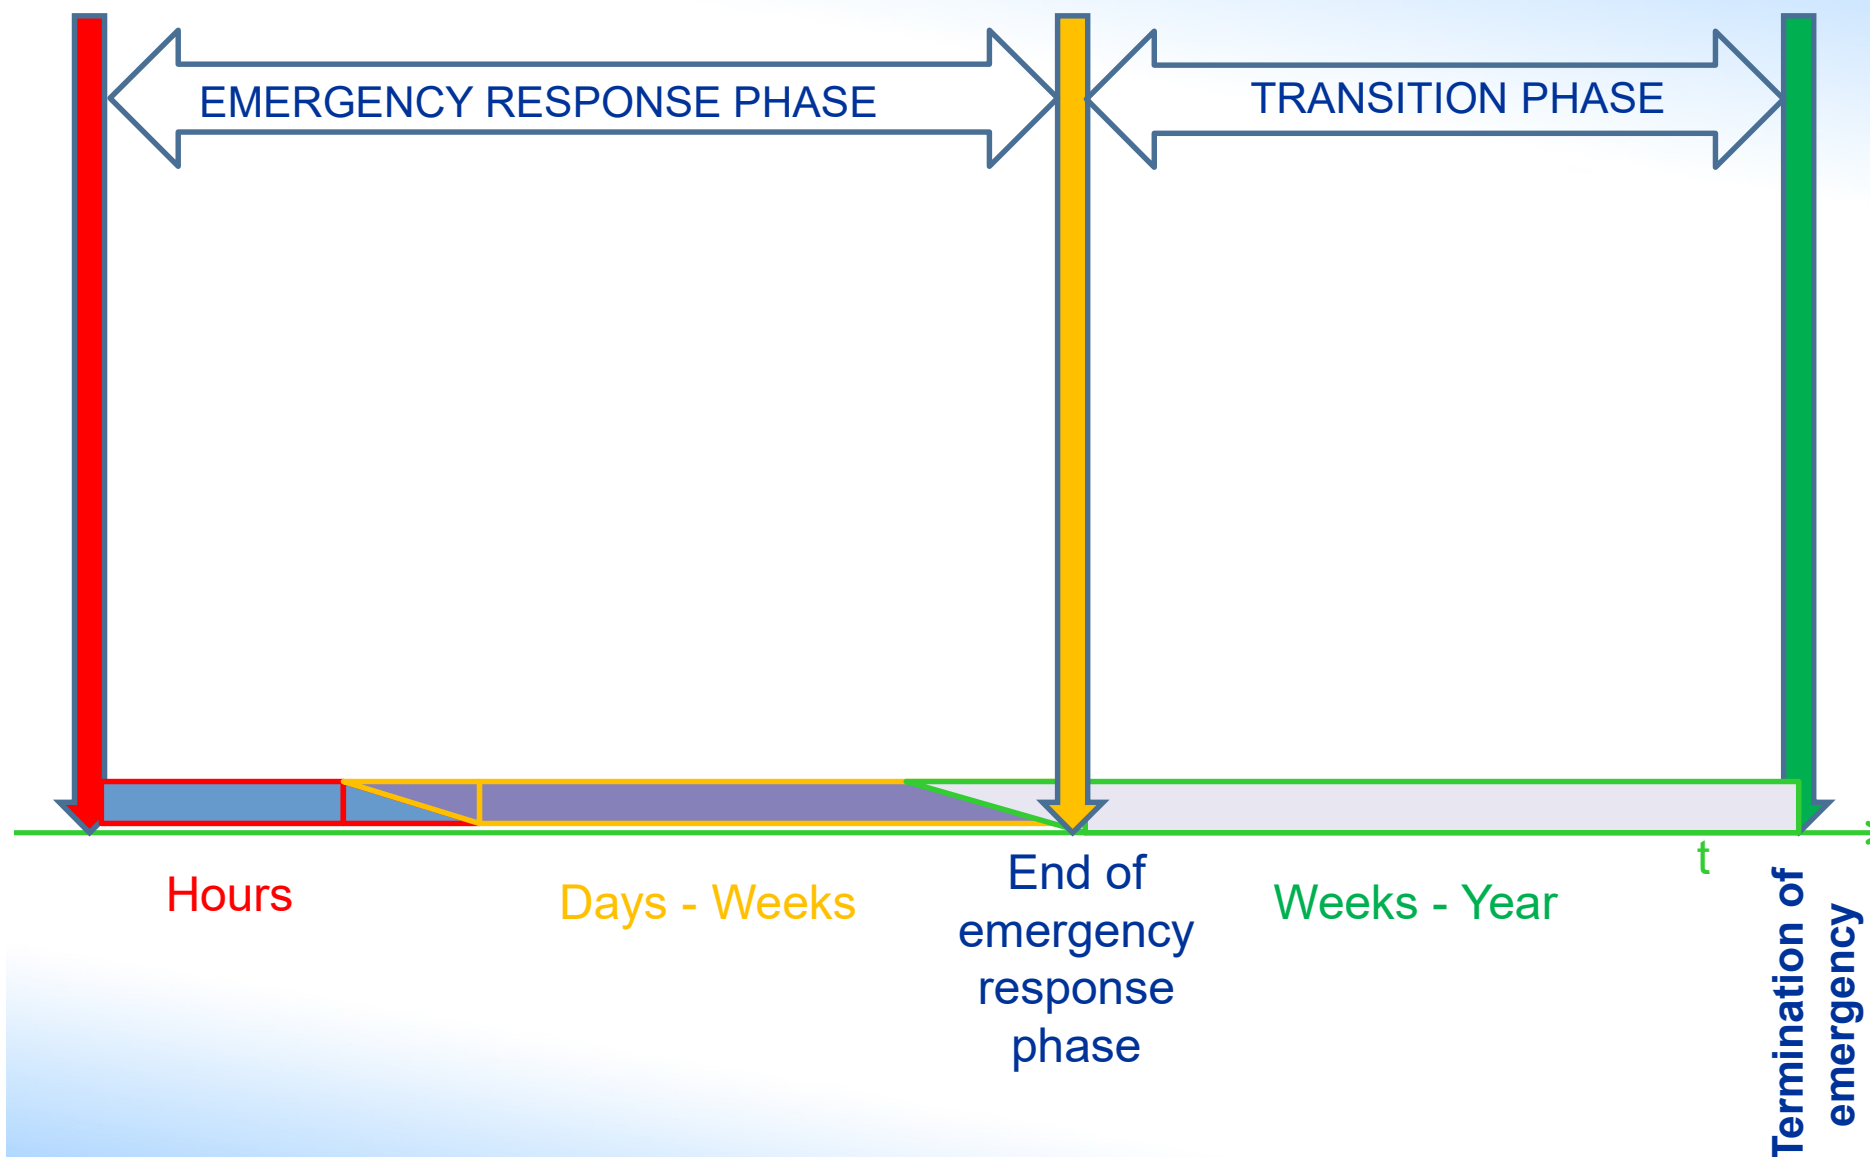 EMERGENCY RESPONSE PHASE
TRANSITION PHASE
t
Hours
Days - Weeks
End of
emergency
response
phase
Weeks - Year
Termination of
emergency